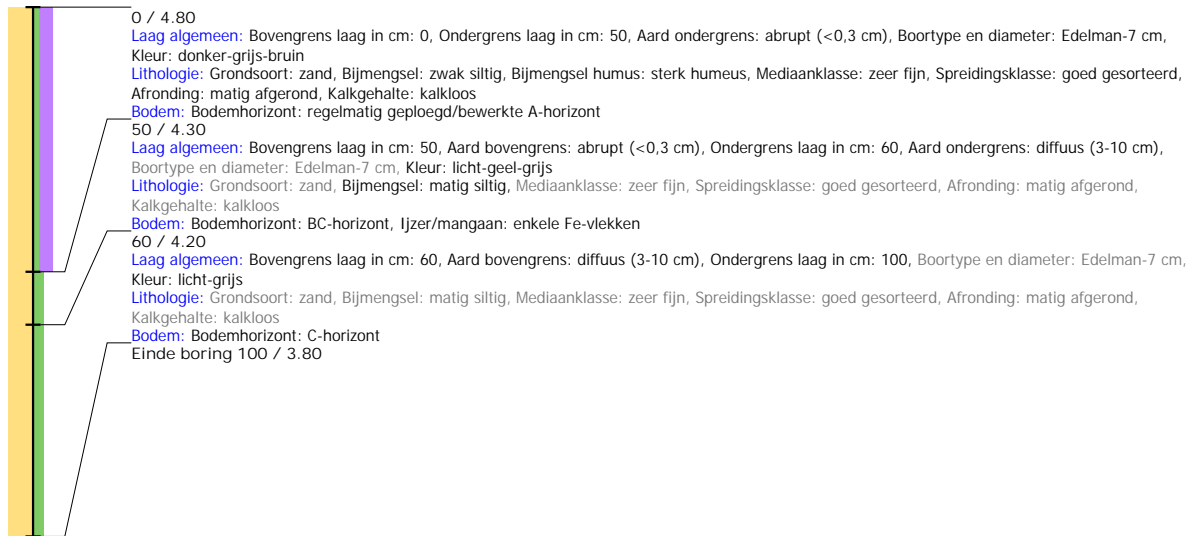 0 / 4.80
Laag algemeen: Bovengrens laag in cm: 0, Ondergrens laag in cm: 50, Aard ondergrens: abrupt (<0,3 cm), Boortype en diameter: Edelman-7 cm,
Kleur: donker-grijs-bruin
Lithologie: Grondsoort: zand, Bijmengsel: zwak siltig, Bijmengsel humus: sterk humeus, Mediaanklasse: zeer fijn, Spreidingsklasse: goed gesorteerd,
Afronding: matig afgerond, Kalkgehalte: kalkloos
Bodem: Bodemhorizont: regelmatig geploegd/bewerkte A-horizont
50 / 4.30
Laag algemeen: Bovengrens laag in cm: 50, Aard bovengrens: abrupt (<0,3 cm), Ondergrens laag in cm: 60, Aard ondergrens: diffuus (3-10 cm),
Boortype en diameter: Edelman-7 cm, Kleur: licht-geel-grijs
Lithologie: Grondsoort: zand, Bijmengsel: matig siltig, Mediaanklasse: zeer fijn, Spreidingsklasse: goed gesorteerd, Afronding: matig afgerond,
Kalkgehalte: kalkloos
Bodem: Bodemhorizont: BC-horizont, Ijzer/mangaan: enkele Fe-vlekken
60 / 4.20
Laag algemeen: Bovengrens laag in cm: 60, Aard bovengrens: diffuus (3-10 cm), Ondergrens laag in cm: 100, Boortype en diameter: Edelman-7 cm,
Kleur: licht-grijs
Lithologie: Grondsoort: zand, Bijmengsel: matig siltig, Mediaanklasse: zeer fijn, Spreidingsklasse: goed gesorteerd, Afronding: matig afgerond,
Kalkgehalte: kalkloos
Bodem: Bodemhorizont: C-horizont
Einde boring 100 / 3.80